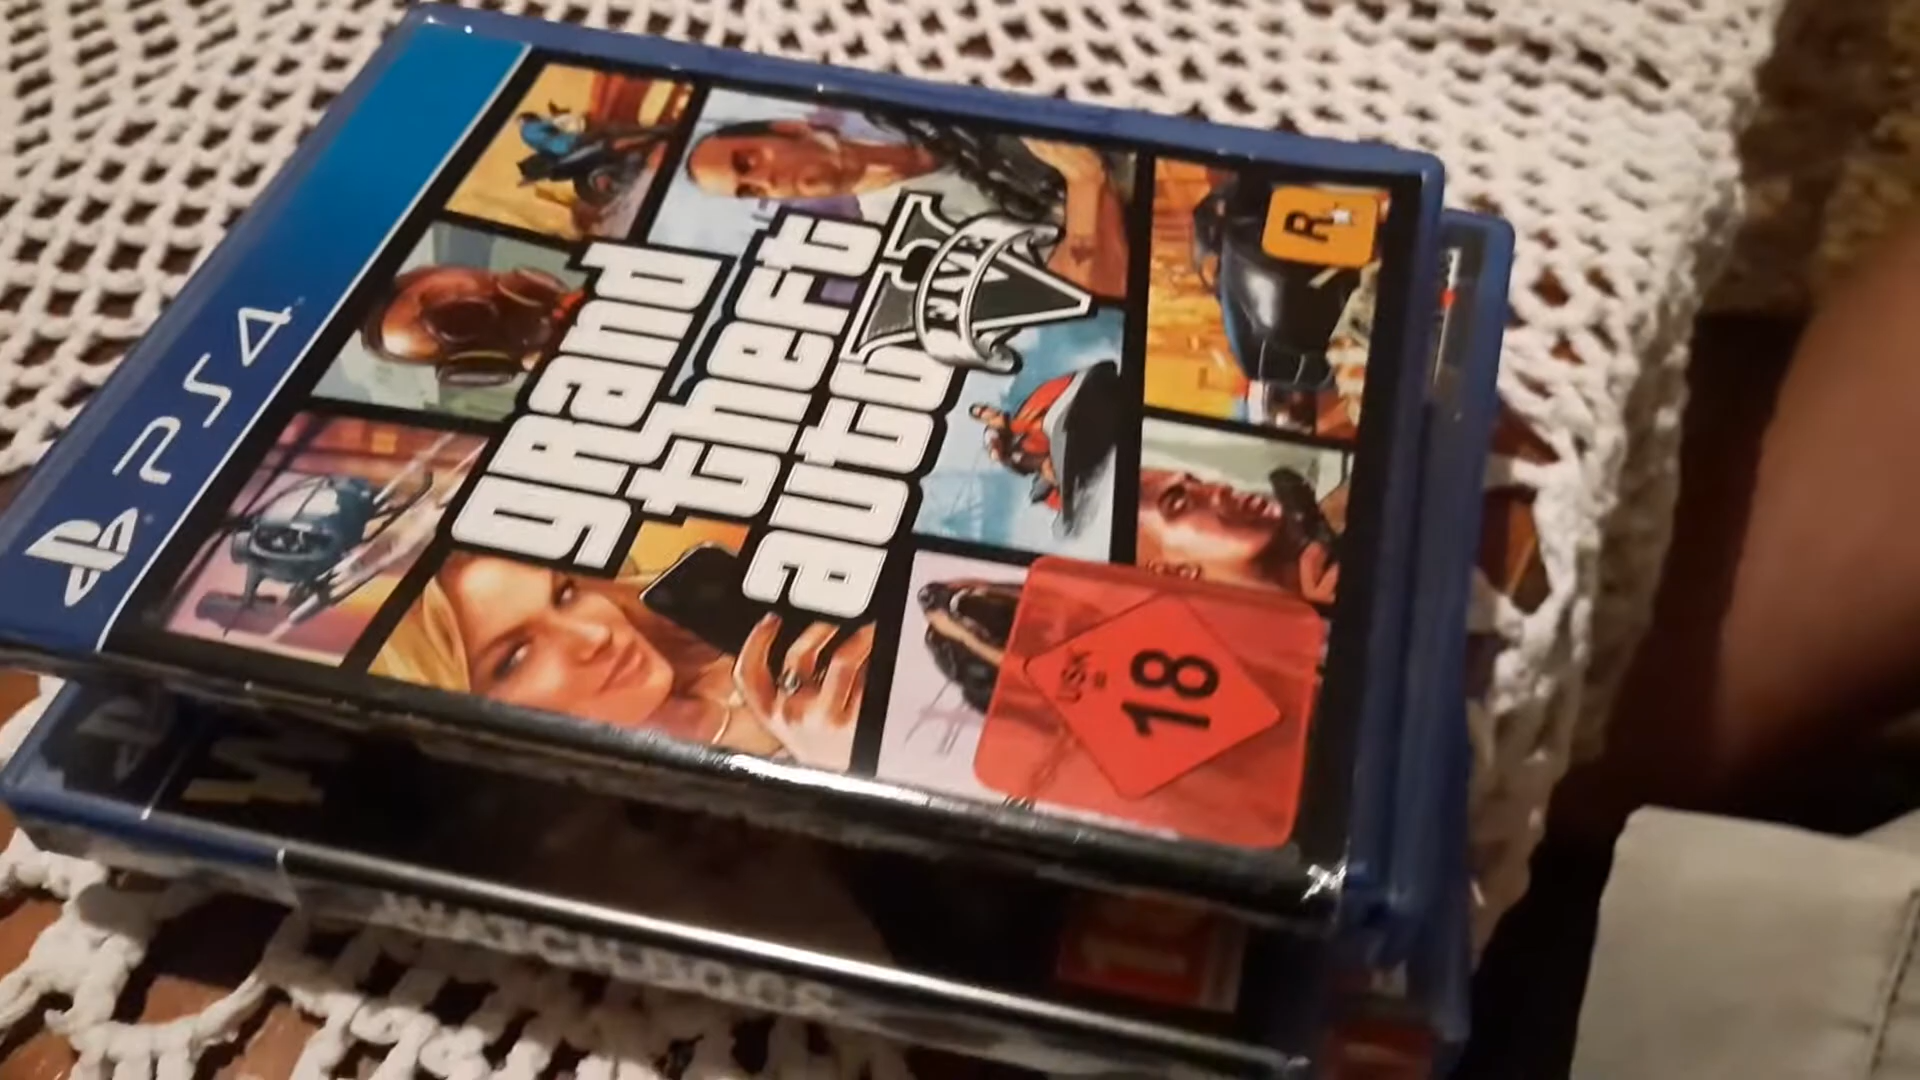 PS4
grand
theft
auto
FIVE
R
USK
18
WATCH DOGS